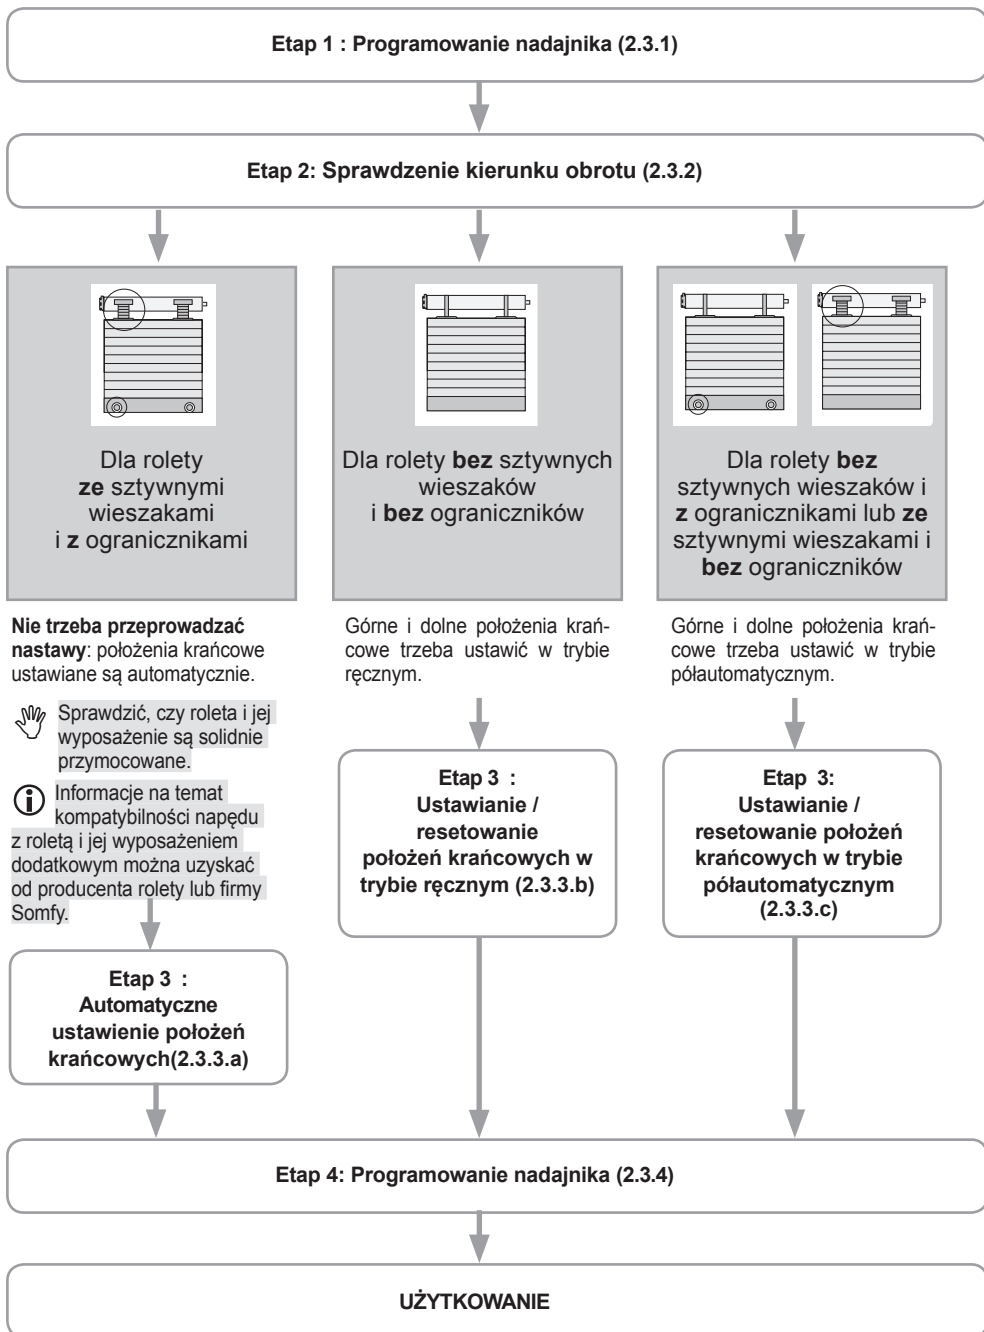 Etap 1 : Programowanie nadajnika (2.3.1)
Etap 2: Sprawdzenie kierunku obrotu (2.3.2)
Dla rolety
ze sztywnymi
wieszakami
i z ogranicznikami
Nie trzeba przeprowadzać
nastawy: położenia krańcowe
ustawiane są automatycznie.
Sprawdzić, czy roleta i jej
wyposażenie są solidnie
przymocowane.
Informacje na temat
kompatybilności napędu
z roletą i jej wyposażeniem
dodatkowym można uzyskać
od producenta rolety lub firmy
Somfy.
Etap 3 :
Automatyczne
ustawienie położeń
krańcowych(2.3.3.a)
Dla rolety bez sztywnych
wieszaków
i bez ograniczników
Górne i dolne położenia krań-
cowe trzeba ustawić w trybie
ręcznym.
Etap 3 :
Ustawianie /
resetowanie
położeń krańcowych w
trybie ręcznym (2.3.3.b)
Dla rolety bez
sztywnych wieszaków i
z ogranicznikami lub ze
sztywnymi wieszakami i
bez ograniczników
Górne i dolne położenia krań-
cowe trzeba ustawić w trybie
półautomatycznym.
Etap 3:
Ustawianie /
resetowanie położeń
krańcowych w trybie
półautomatycznym
(2.3.3.c)
Etap 4: Programowanie nadajnika (2.3.4)
UŻYTKOWANIE